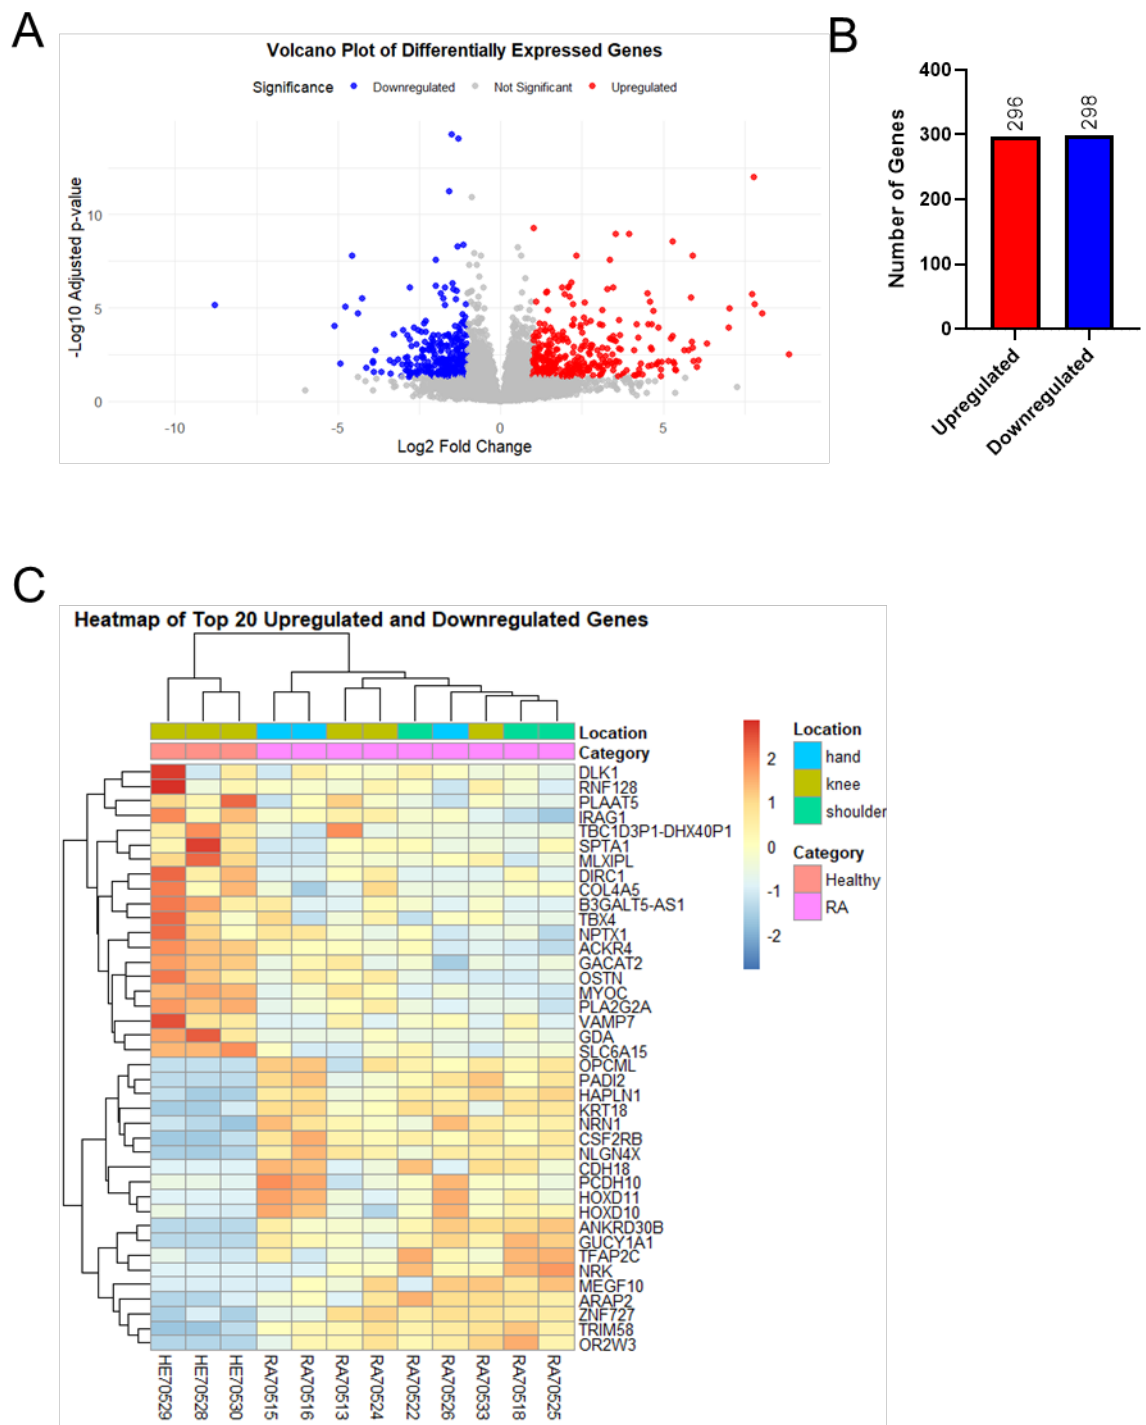 A
Volcano Plot of Differentially Expressed Genes
Significance Downregulated Not Significant Upregulated
-Log10 Adjusted p-value
10
5
0
-10 -5 0 5
Log2 Fold Change
B
Number of Genes
400
300
200
100
0
296 298
Upregulated
Downregulated
C
Heatmap of Top 20 Upregulated and Downregulated Genes
Location
Category
DLK1
RNF128
PLAAT5
IRAG1
TBC1D3P1-DHX40P1
SPTA1
MLXIPL
DIRC1
COL4A5
B3GALT5-AS1
TBX4
NPTX1
ACKR4
GACAT2
OSTN
MYOC
PLA2G2A
VAMP7
GDA
SLC6A15
OPCML
PADI2
HAPLN1
KRT18
NRN1
CSF2RB
NLGN4X
CDH18
PCDH10
HOXD11
HOXD10
ANKRD30B
GUCY1A1
TFAP2C
NRK
MEGF10
ARAP2
ZNF727
TRIM58
OR2W3
HE70529
HE70528
HE70530
RA70515
RA70516
RA70513
RA70524
RA70522
RA70526
RA70533
RA70518
RA70525
2
1
0
-1
-2
Location
hand
knee
shoulder
Category
Healthy
RA